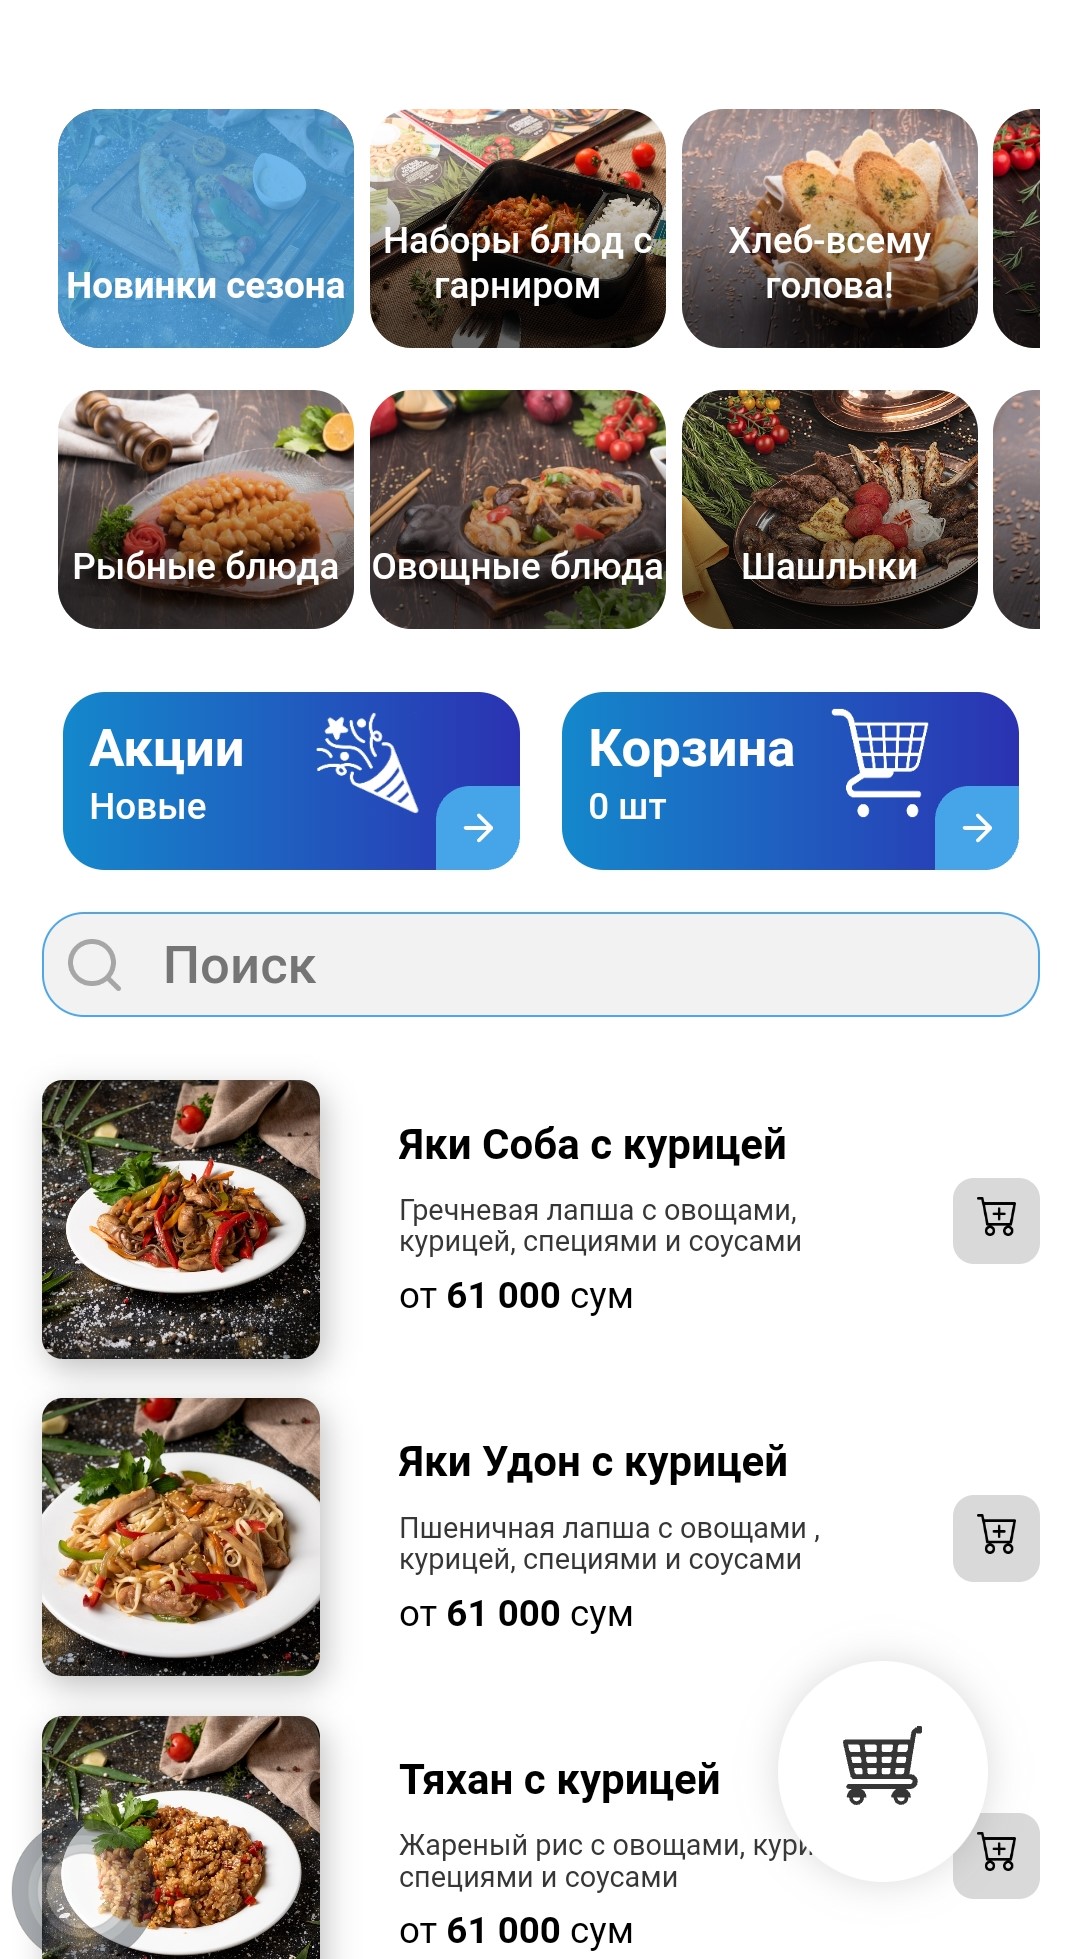 Новинки сезона
Наборы блюд с
гарниром
Хлеб-всему
голова!
Рыбные блюда
Овощные блюда
Шашлыки
Акции
Новые
Корзина
0 шт
Поиск
Яки Соба с курицей
Гречневая лапша с овощами,
курицей, специями и соусами
от 61 000 сум
Яки Удон с курицей
Пшеничная лапша с овощами ,
курицей, специями и соусами
от 61 000 сум
Тяхан с курицей
Жареный рис с овощами,
специями и соусами
от 61 000 сум